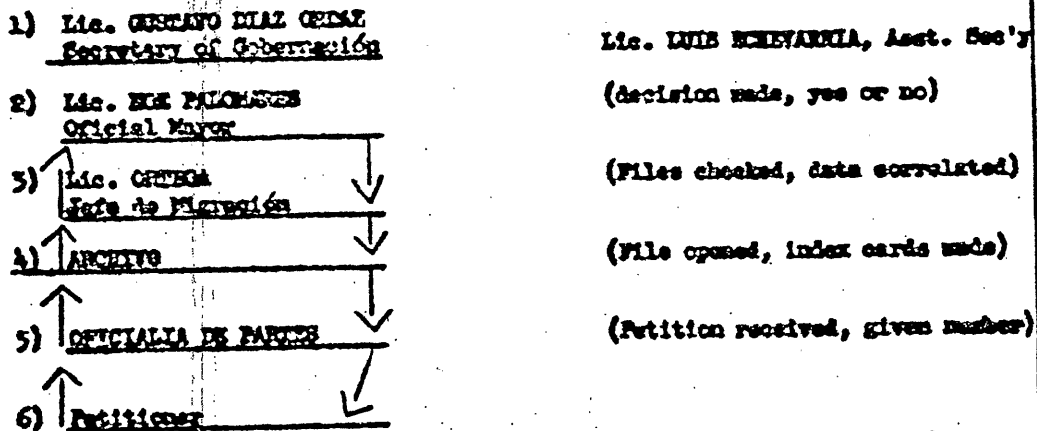 1) Lic. GUSTAVO DIAZ ORDAZ
Secretary of Gobernación
Lic. LUIS ECHEVARRIA, Asst. Sec'y
2) Lic. NOE PALOMARES
Oficial Mayor
(decision made, yes or no)
3) Lic. ORTEGA
Jefe de Migración
(Files checked, data correlated)
4) ARCHIVO
(File opened, index cards made)
5) OFICIALIA DE PARTES
(Petition received, given number)
6) Petitioner